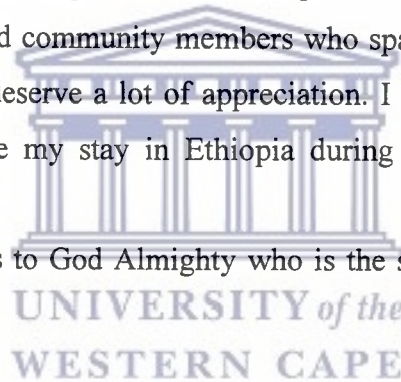 d community members who spa
deserve a lot of appreciation. I
e my stay in Ethiopia during
s to God Almighty who is the s
UNIVERSITY of the
WESTERN CAPE